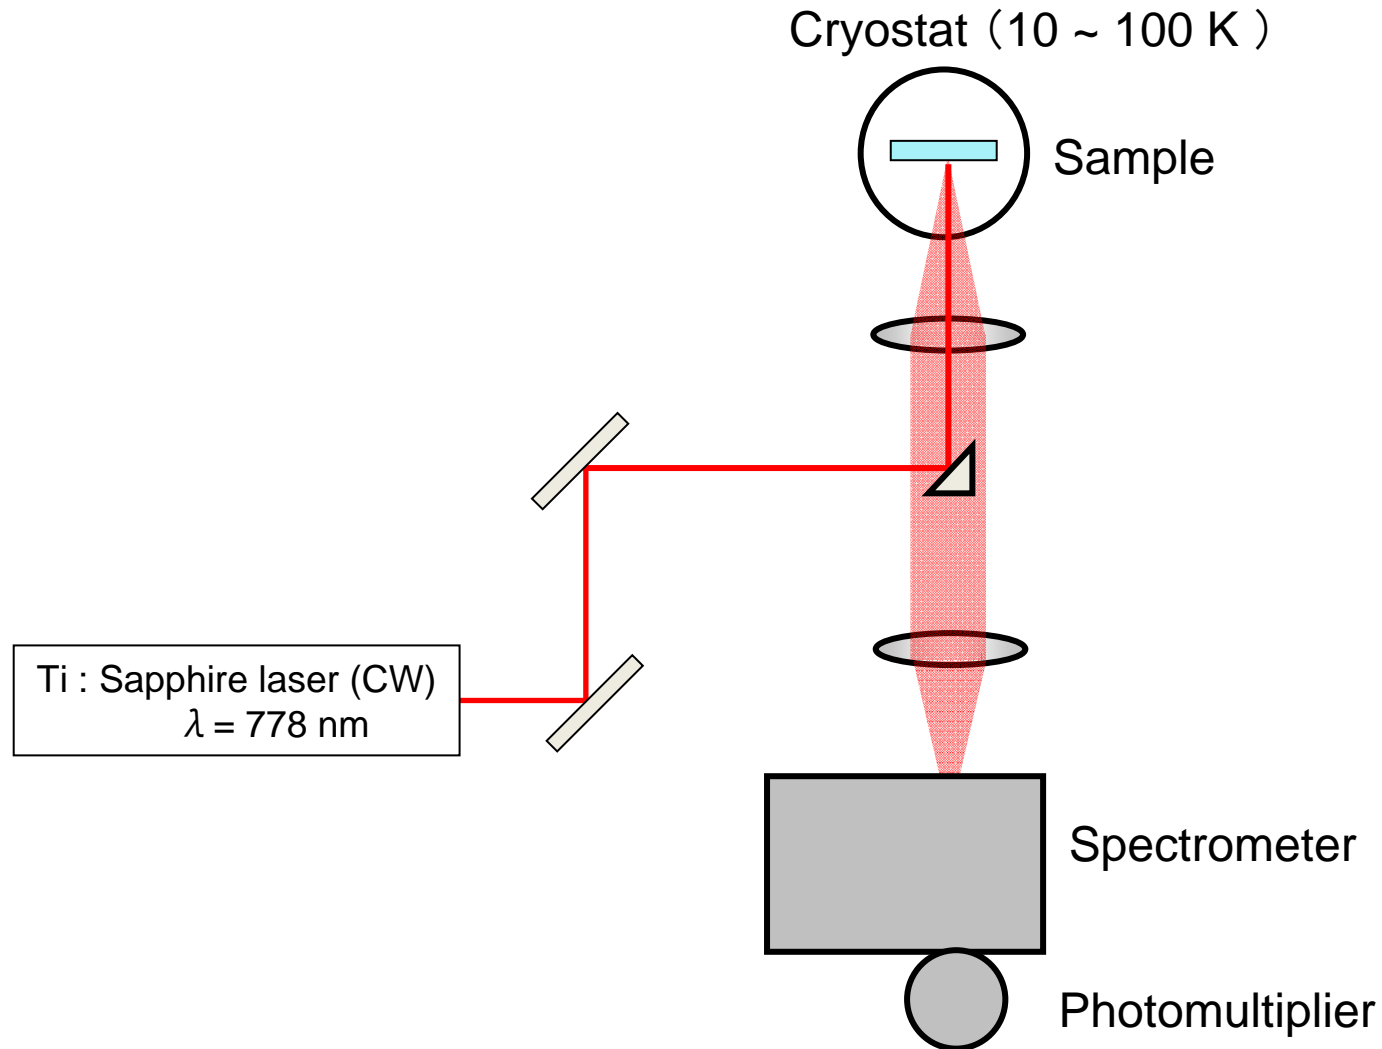 Cryostat（10 ~ 100 K ）
Sample
Ti : Sapphire laser (CW)
λ = 778 nm
Spectrometer
Photomultiplier